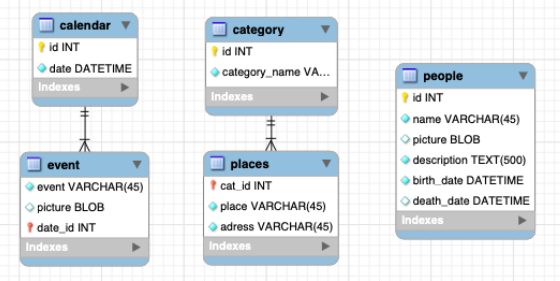 calendar
id INT
date DATETIME
Indexes
event
event VARCHAR(45)
picture BLOB
date_id INT
Indexes
category
id INT
category_name VA...
Indexes
places
cat_id INT
place VARCHAR(45)
adress VARCHAR(45)
Indexes
people
id INT
name VARCHAR(45)
picture BLOB
description TEXT(500)
birth_date DATETIME
death_date DATETIME
Indexes